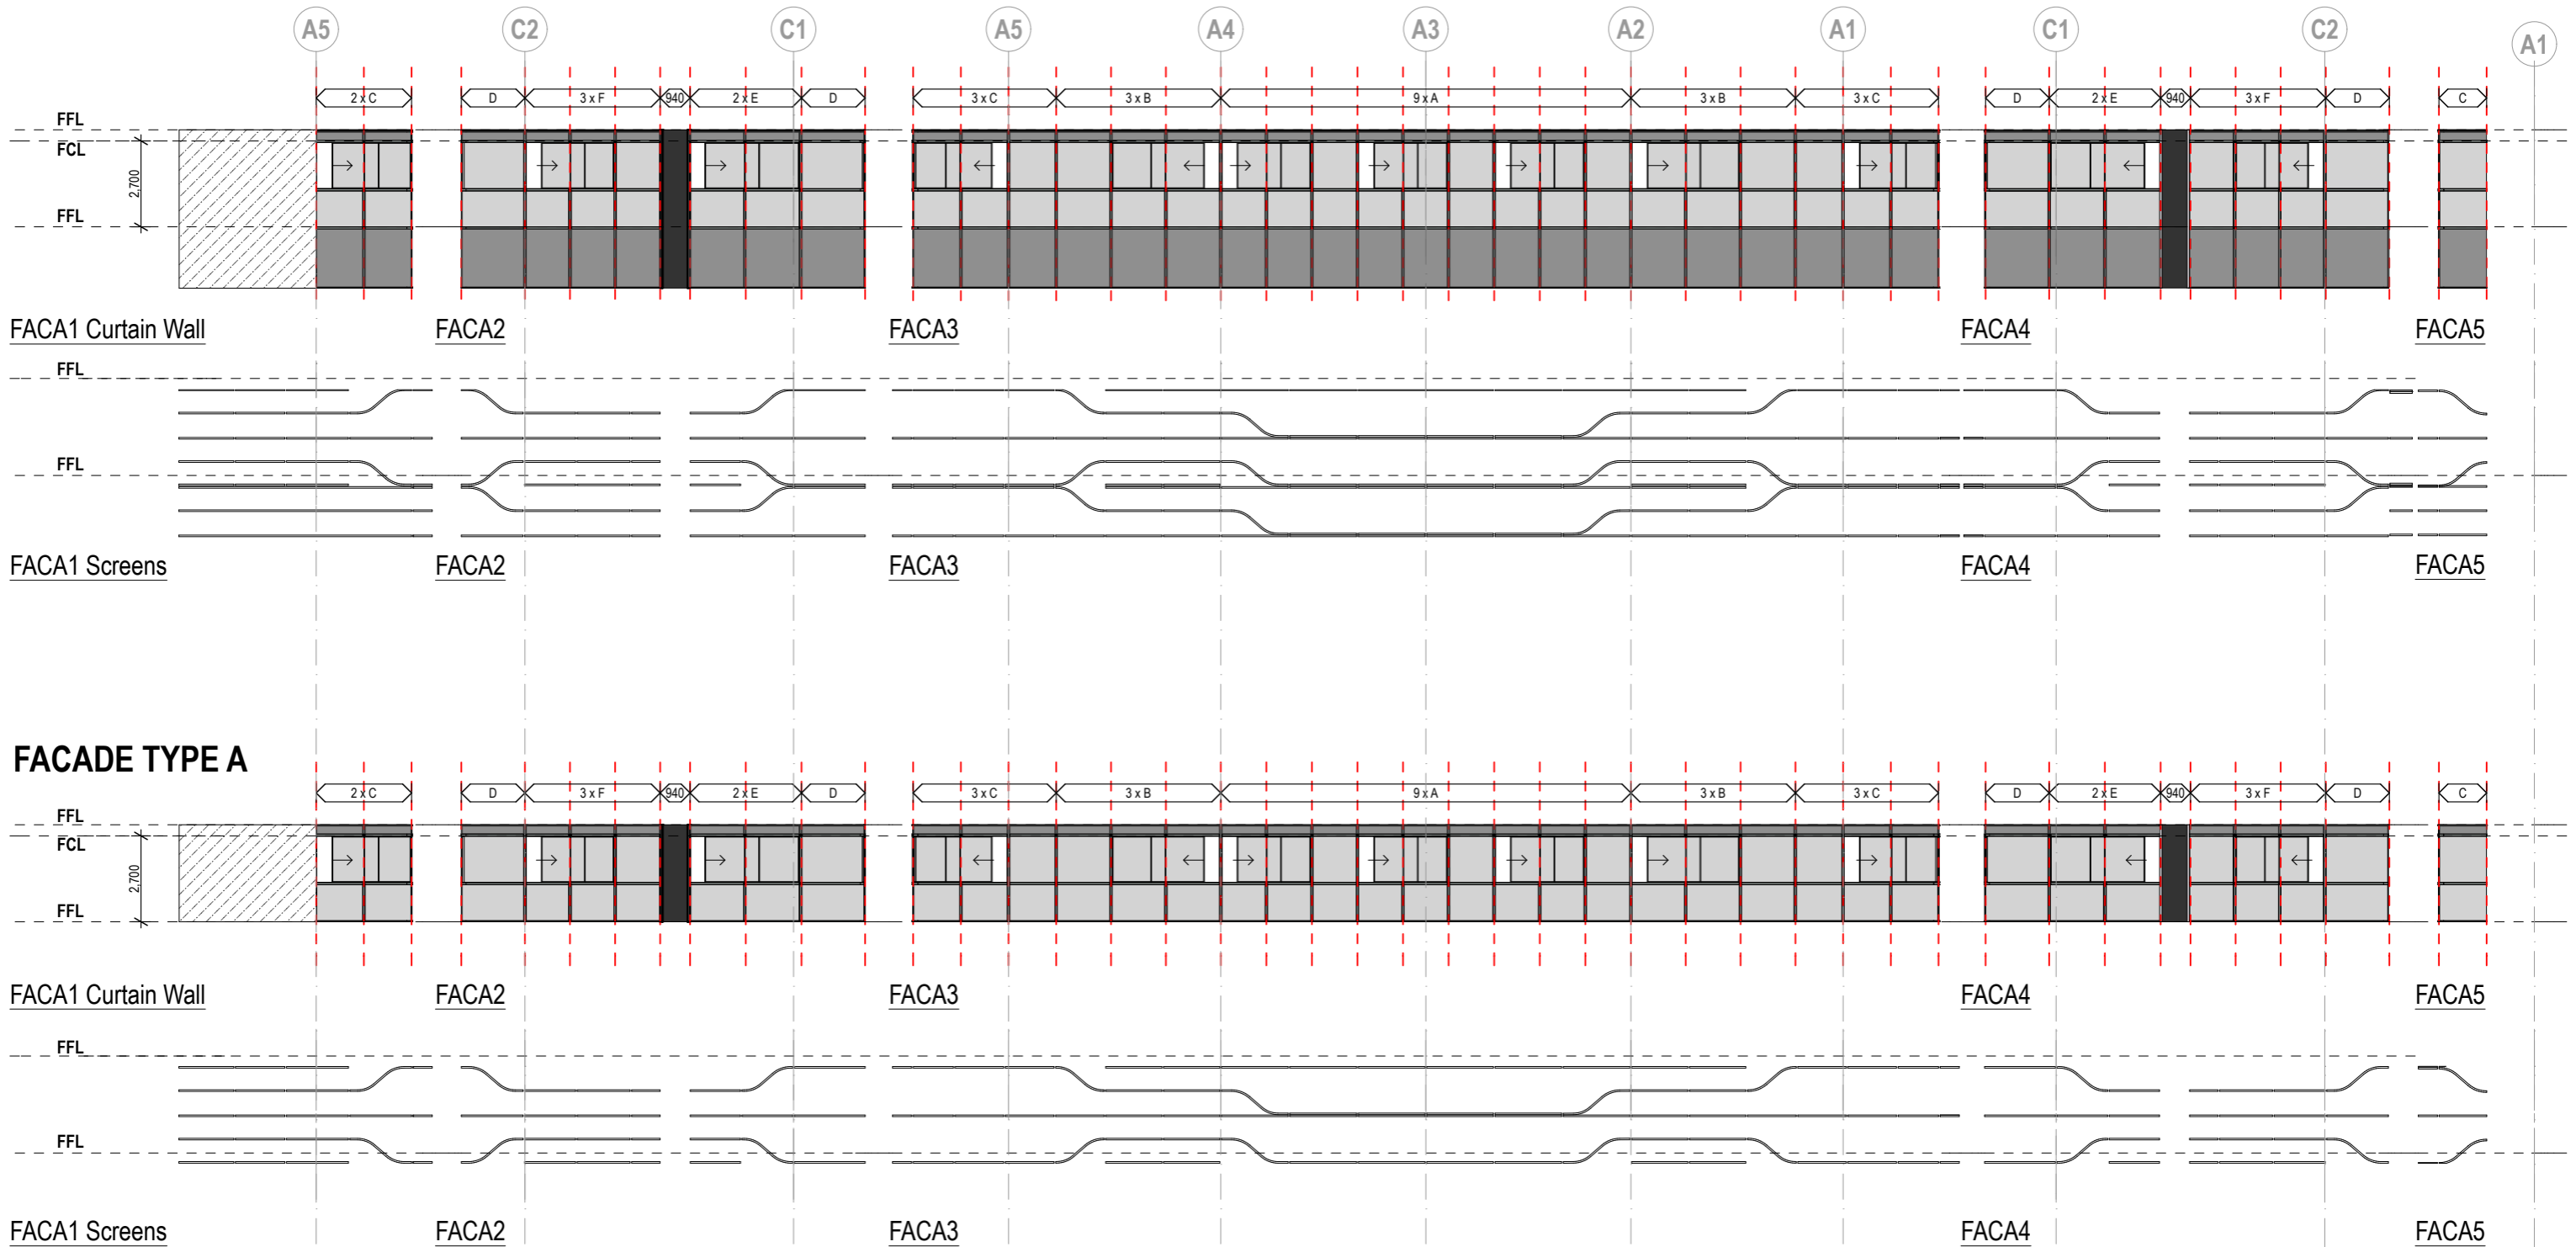 A5 C2 C1 A5 A4 A3 A2 A1 C1 C2 A1
2 x C D 3 x F 940 2 x E D 3 x C 3 x B 9 x A 3 x B 3 x C D 2 x E 940 3 x F D C
FFL
FCL
2,700
FFL
FACA1 Curtain Wall FACA2 FACA3 FACA4 FACA5
FFL
FFL
FACA1 Screens FACA2 FACA3 FACA4 FACA5
FACADE TYPE A
2 x C D 3 x F 940 2 x E D 3 x C 3 x B 9 x A 3 x B 3 x C D 2 x E 940 3 x F D C
FFL
FCL
2,700
FFL
FACA1 Curtain Wall FACA2 FACA3 FACA4 FACA5
FFL
FFL
FACA1 Screens FACA2 FACA3 FACA4 FACA5